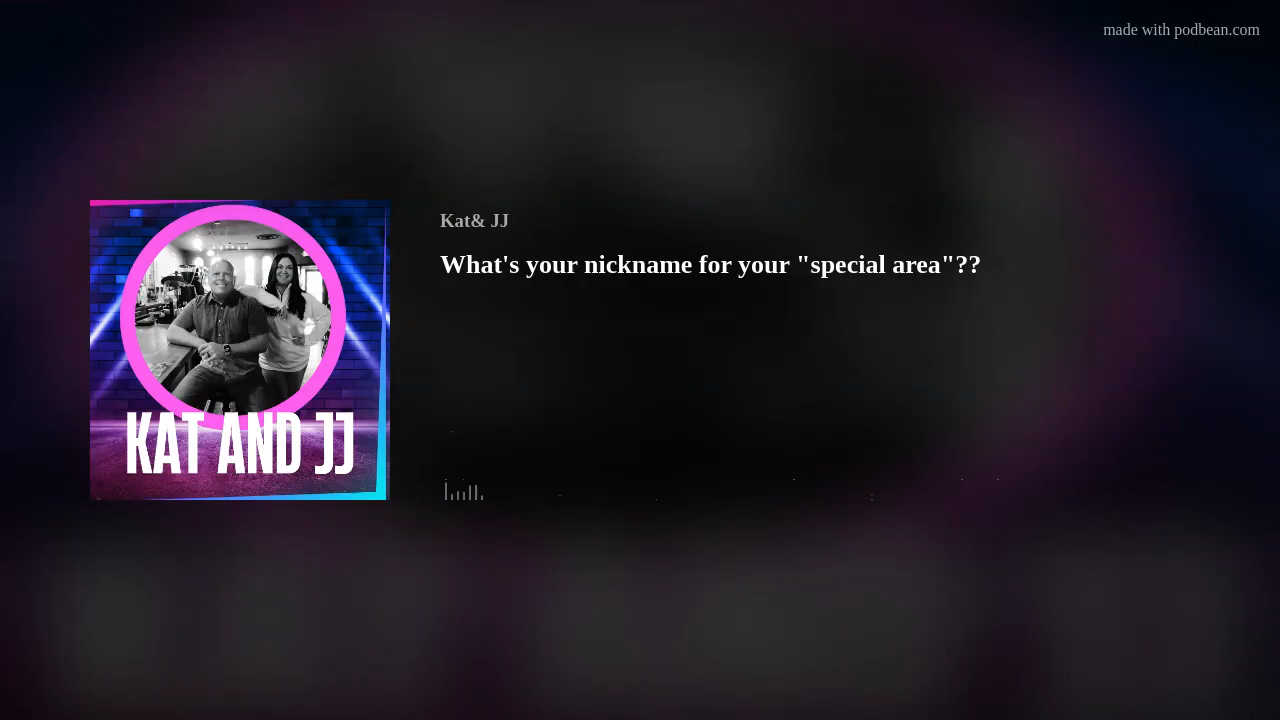 made with podbean.com
Kat& JJ
What's your nickname for your "special area"??
KAT AND JJ